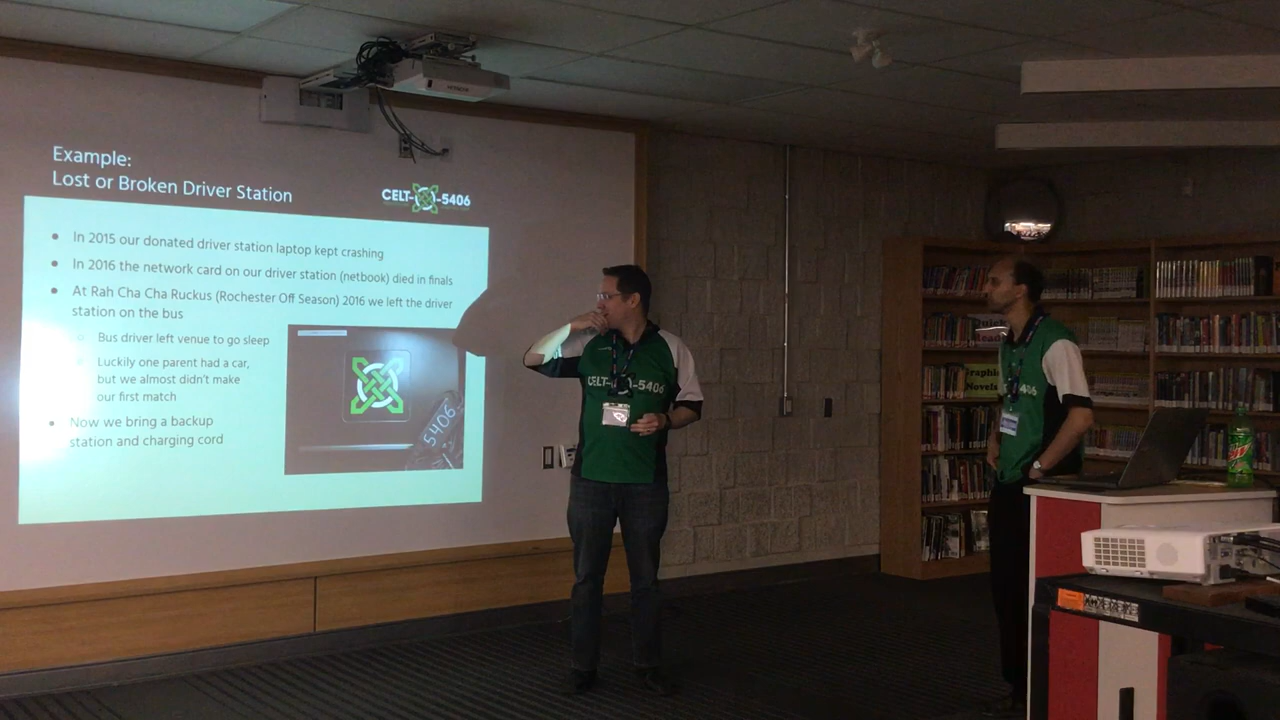 HITACHI
Example:
Lost or Broken Driver Station
CELT-X-5406
In 2015 our donated driver station laptop kept crashing
In 2016 the network card on our driver station (netbook) died in finals
At Rah Cha Cha Ruckus (Rochester Off Season) 2016 we left the driver
station on the bus
Bus driver left venue to go sleep
Luckily one parent had a car,
but we almost didn't make
our first match
Now we bring a backup
station and charging cord
5406
CELT-X-5406
Graphic
Novels